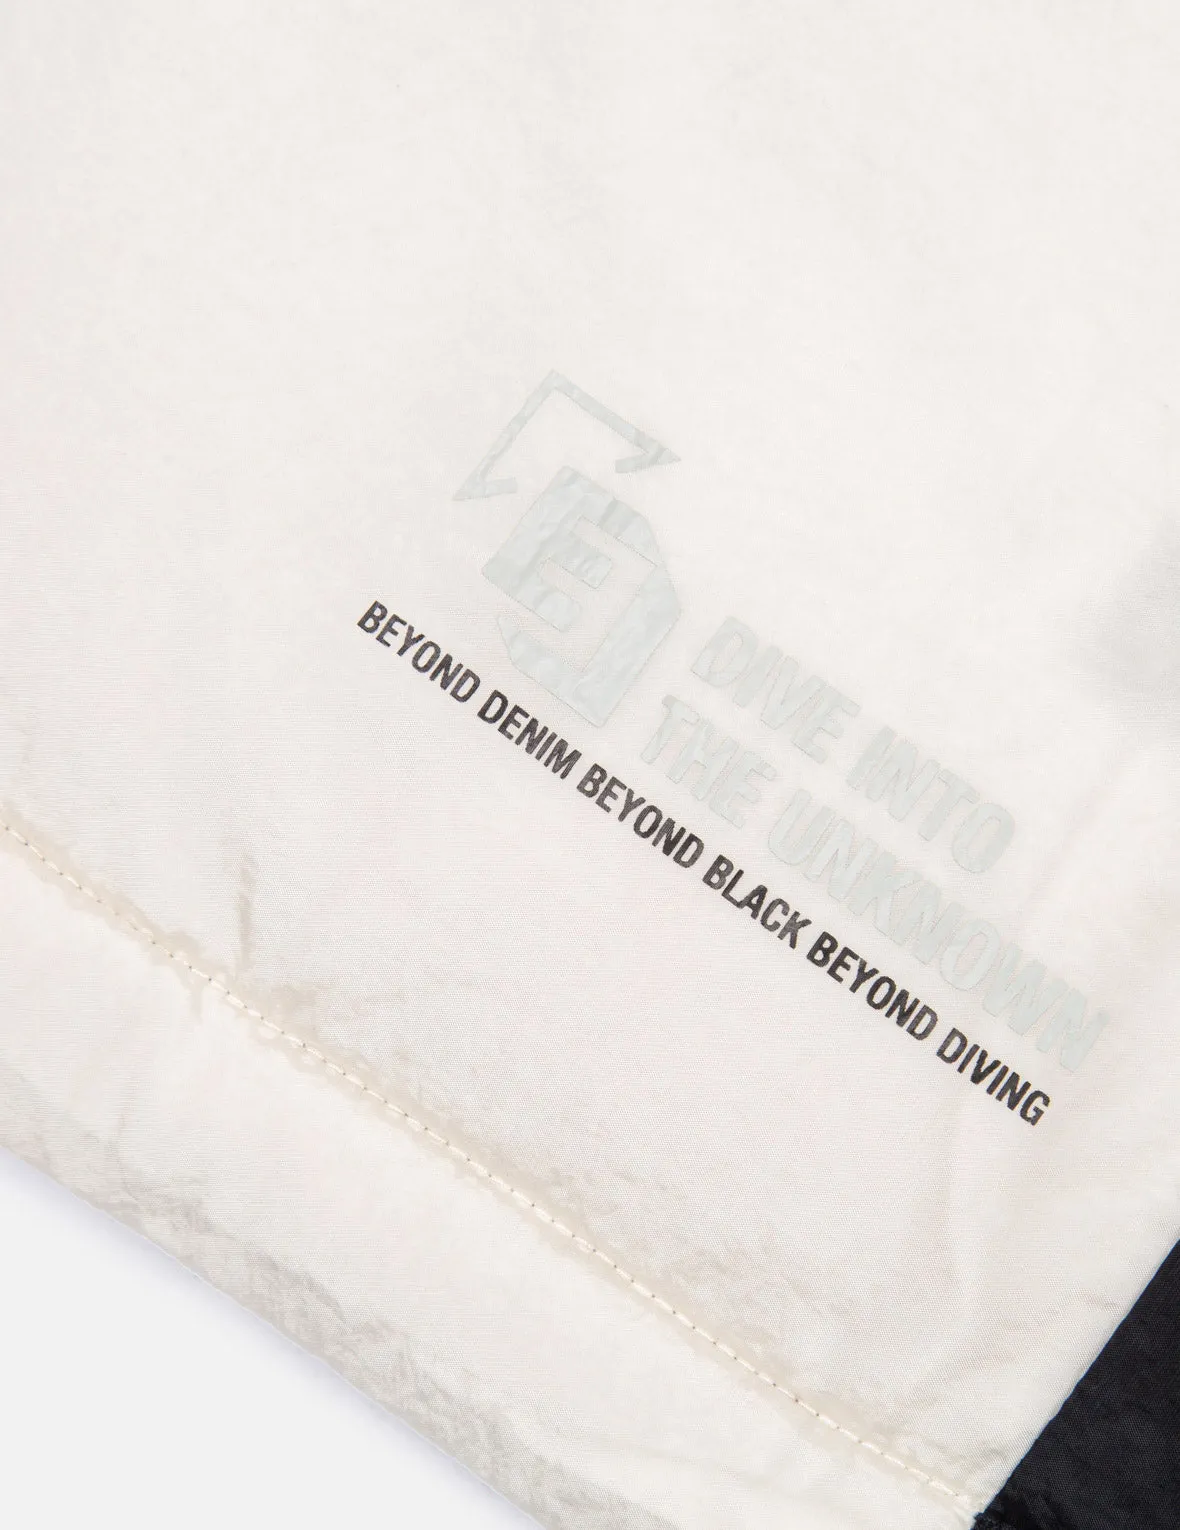 DIVE INTO
THE UNKNOWN
BEYOND DENIM BEYOND BLACK BEYOND DIVING